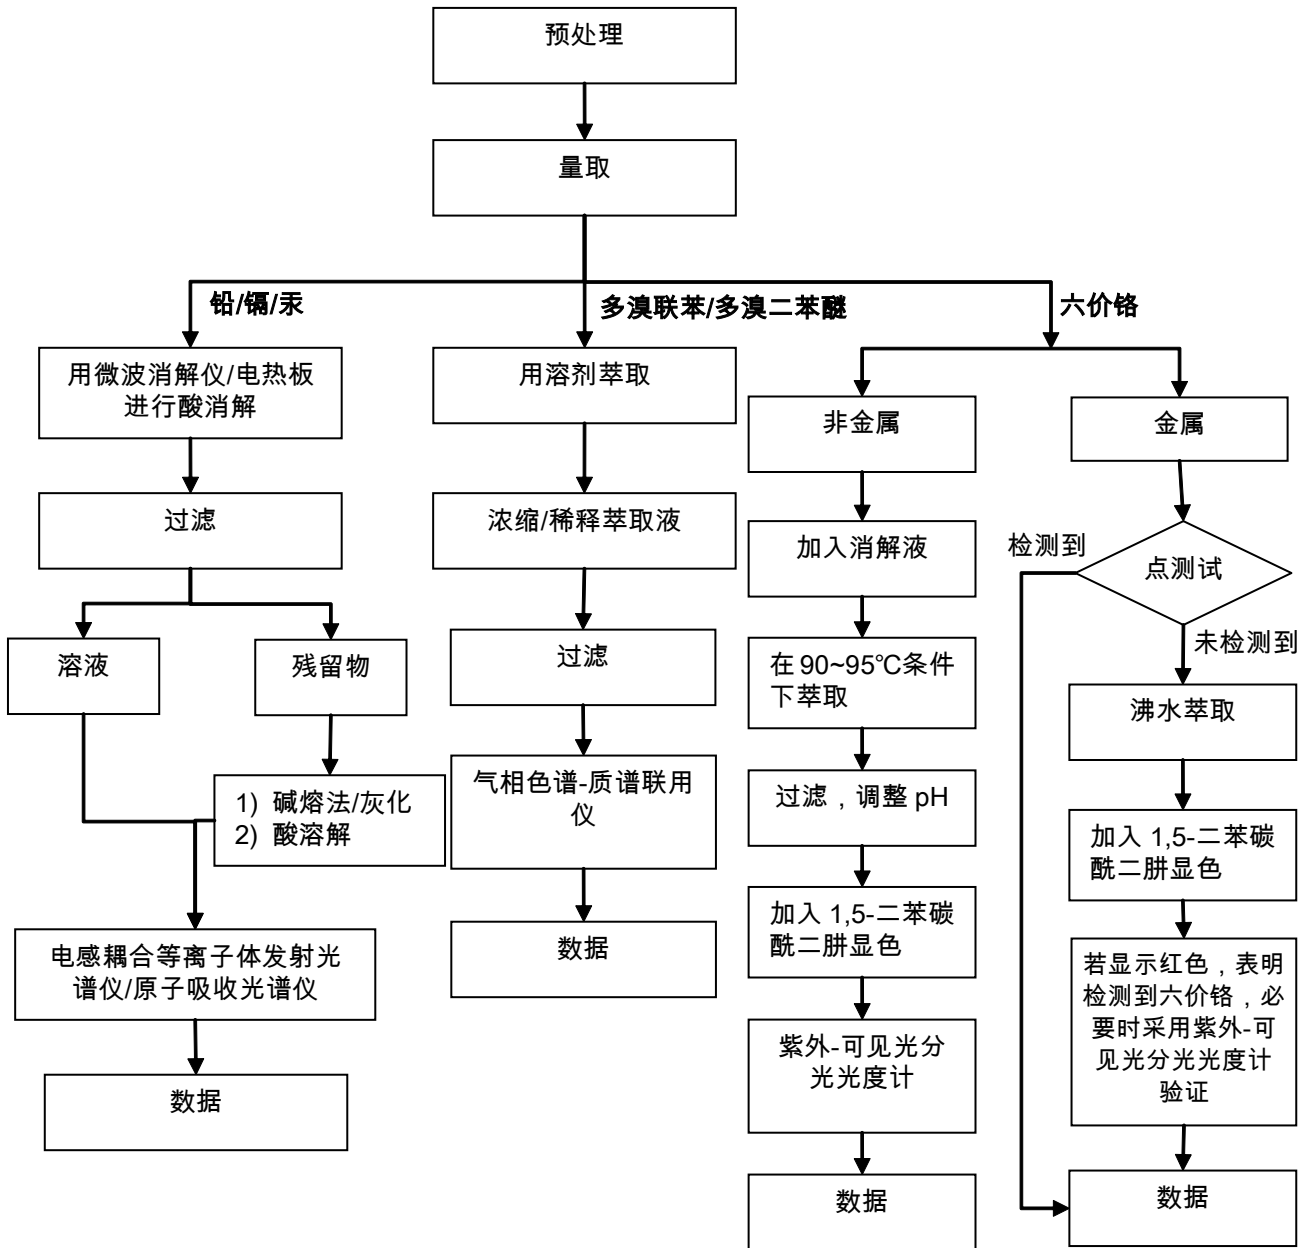 预处理
量取
铅/镉/汞
多溴联苯/多溴二苯醚
六价铬
用微波消解仪/电热板
进行酸消解
过滤
溶液
残留物
1) 碱熔法/灰化
2) 酸溶解
电感耦合等离子体发射光
谱仪/原子吸收光谱仪
数据
用溶剂萃取
浓缩/稀释萃取液
过滤
气相色谱-质谱联用
仪
数据
非金属
加入消解液
在 90~95℃条件
下萃取
过滤，调整 pH
加入 1,5-二苯碳
酰二肼显色
紫外-可见光分
光光度计
数据
金属
点测试
检测到
未检测到
沸水萃取
加入 1,5-二苯碳
酰二肼显色
若显示红色，表明
检测到六价铬，必
要时采用紫外-可
见光分光光度计
验证
数据